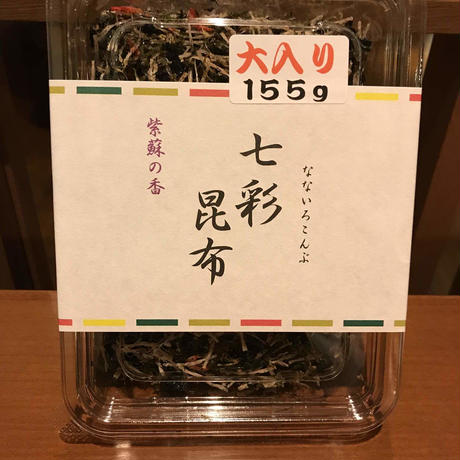 大入り
155g
なないろこんぶ
七彩
昆布
紫蘇の香